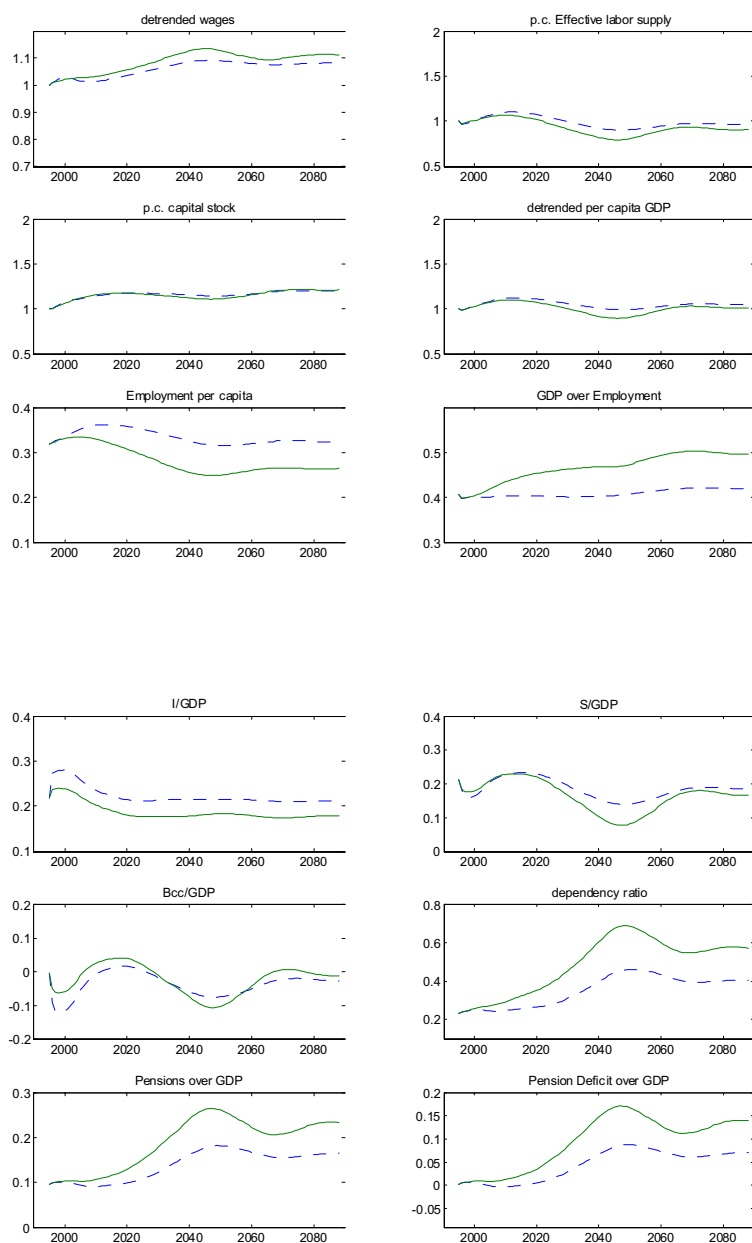 detrended wages
1.1
1
0.9
0.8
0.7
2000 2020 2040 2060 2080
p.c. Effective labor supply
2
1.5
1
0.5
2000 2020 2040 2060 2080
p.c. capital stock
2
1.5
1
0.5
2000 2020 2040 2060 2080
detrended per capita GDP
2
1.5
1
0.5
2000 2020 2040 2060 2080
Employment per capita
0.4
0.3
0.2
0.1
2000 2020 2040 2060 2080
GDP over Employment
0.5
0.4
0.3
2000 2020 2040 2060 2080
I/GDP
0.4
0.3
0.2
0.1
2000 2020 2040 2060 2080
S/GDP
0.4
0.3
0.2
0.1
0
2000 2020 2040 2060 2080
Bcc/GDP
0.2
0.1
0
-0.1
-0.2
2000 2020 2040 2060 2080
dependency ratio
0.8
0.6
0.4
0.2
2000 2020 2040 2060 2080
Pensions over GDP
0.3
0.2
0.1
0
2000 2020 2040 2060 2080
Pension Deficit over GDP
0.2
0.15
0.1
0.05
0
-0.05
2000 2020 2040 2060 2080